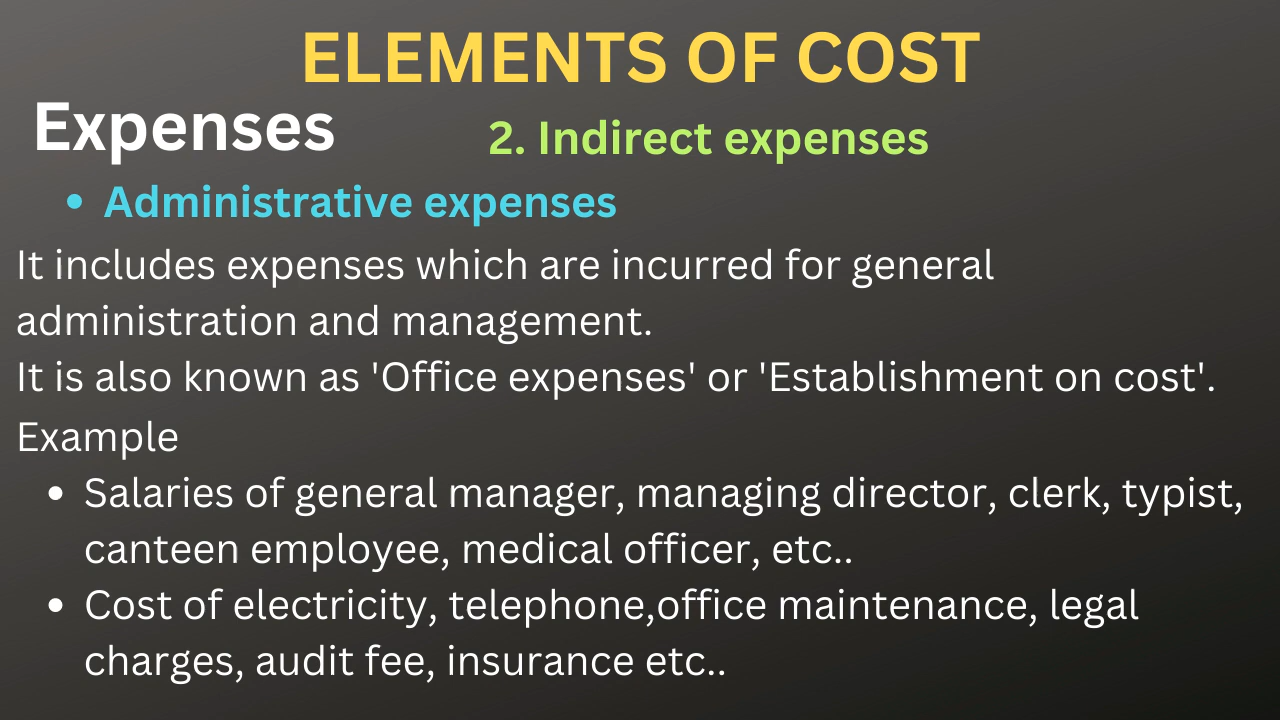 ELEMENTS OF COST
Expenses
2. Indirect expenses
• Administrative expenses
It includes expenses which are incurred for general
administration and management.
It is also known as 'Office expenses' or 'Establishment on cost'.
Example
• Salaries of general manager, managing director, clerk, typist,
canteen employee, medical officer, etc..
• Cost of electricity, telephone,office maintenance, legal
charges, audit fee, insurance etc..